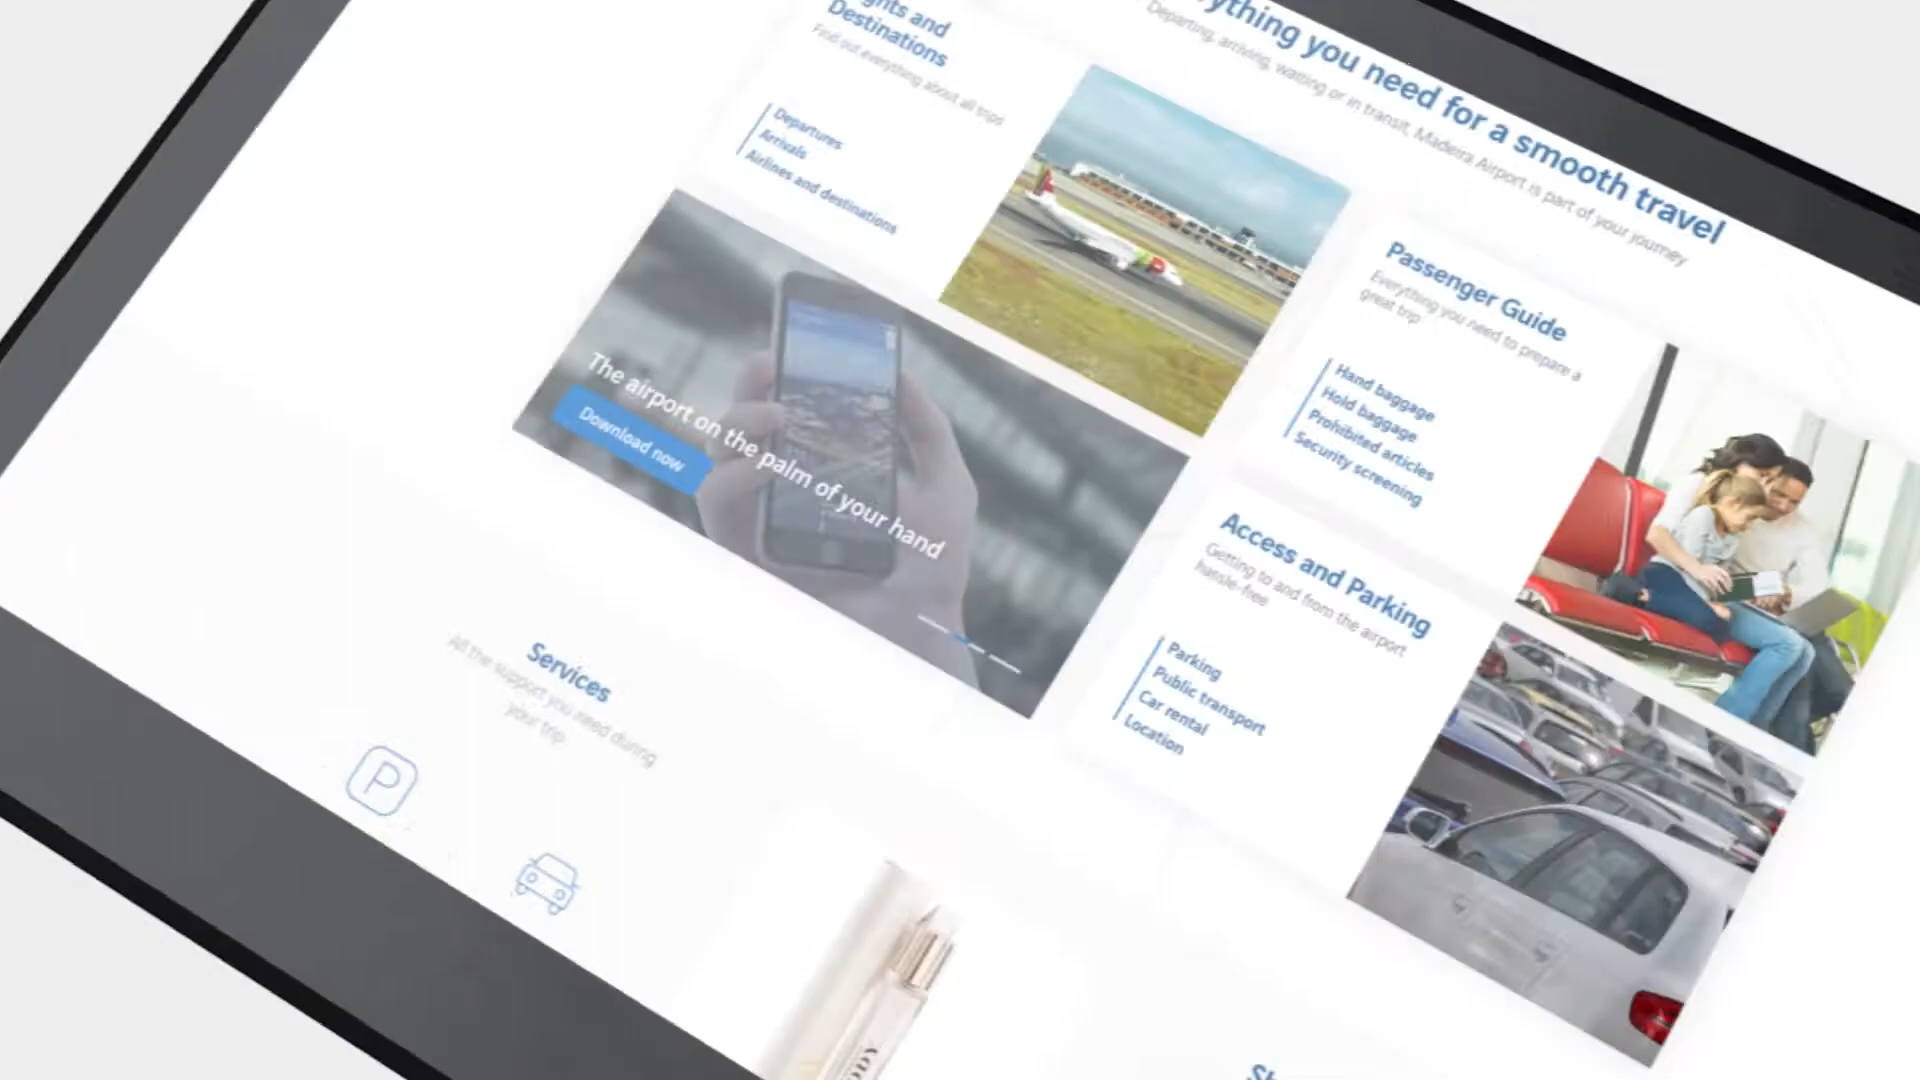 ything you need for a smooth travel
Departing, arriving, waiting or in transit, Madeira Airport is part of your journey
ghts and
Destinations
Find out everything about all trips
Departures
Arrivals
Airlines and destinations
The airport on the palm of your hand
Download now
Passenger Guide
Everything you need to prepare a
great trip
Hand baggage
Hold baggage
Prohibited articles
Security screening
Access and Parking
Getting to and from the airport
hassle-free
Parking
Public transport
Car rental
Location
Services
All the support you need during
your trip
P